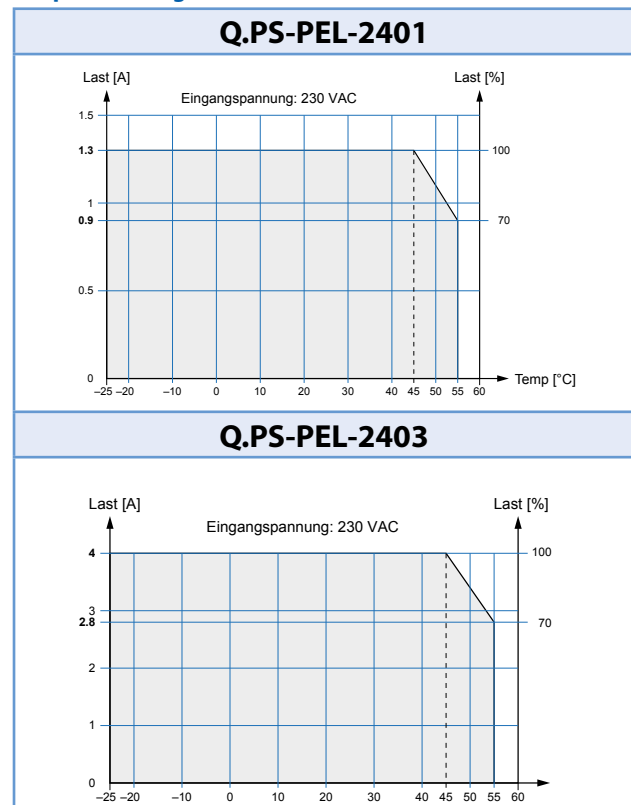 Q.PS-PEL-2401
Last [A]
Last [%]
Eingangspannung: 230 VAC
1.5
1.3
100
1
0.9
70
0.5
0
–25 –20 –10 0 10 20 30 40 45 50 55 60
Temp [°C]
Q.PS-PEL-2403
Last [A]
Last [%]
Eingangspannung: 230 VAC
4
100
3
2.8
70
2
1
0
–25 –20 –10 0 10 20 30 40 45 50 55 60